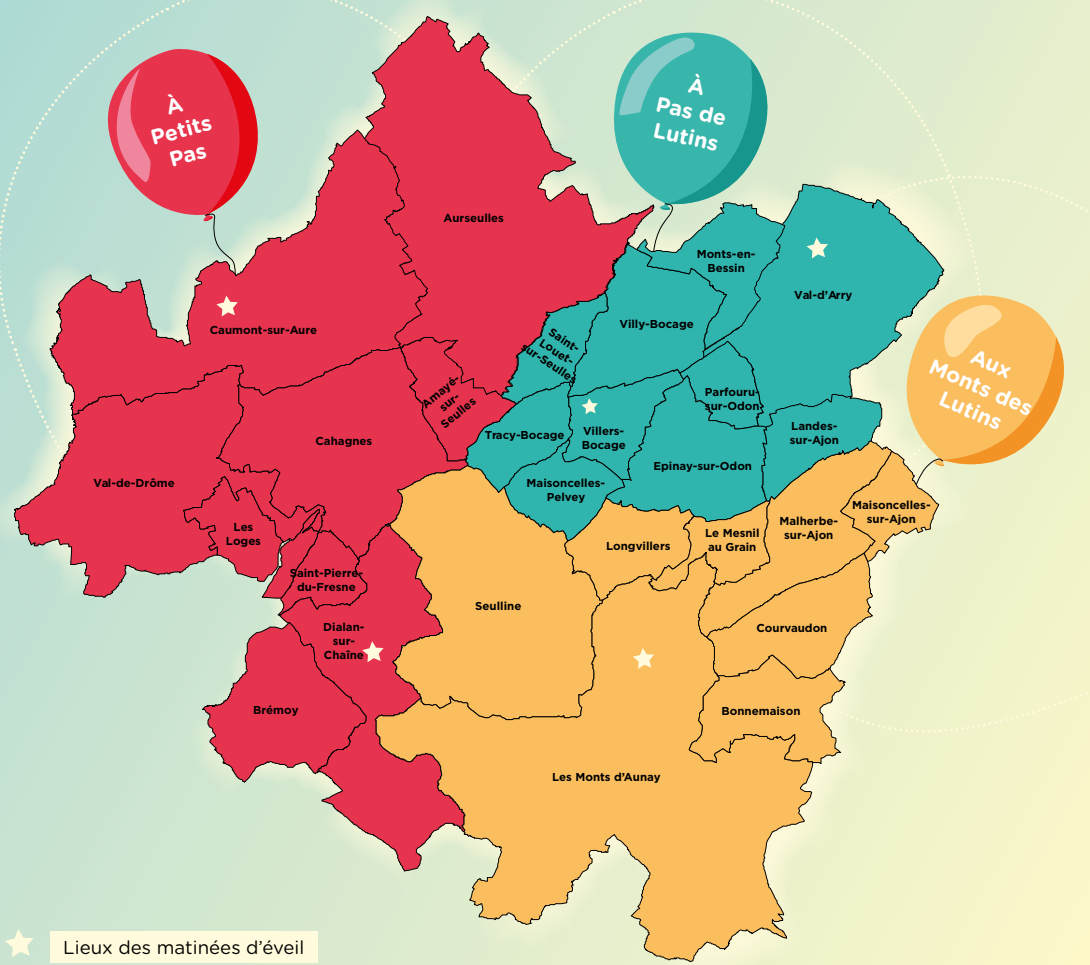 À
Petits
Pas
À
Pas de
Lutins
Aux
Monts des
Lutins
Aurseulles
Monts-en-
Bessin
Val-d'Arry
Caumont-sur-Aure
Villy-Bocage
Saint-
Louet-
sur-Seulles
Amayé-
sur-
Seulles
Parfouru-
sur-Odon
Cahagnes
Tracy-Bocage
Villers-
Bocage
Landes-
sur-Ajon
Epinay-sur-Odon
Val-de-Drôme
Maisoncelles-
Pelvey
Maisoncelles-
sur-Ajon
Les
Loges
Longvillers
Le Mesnil
au Grain
Malherbe-
sur-Ajon
Saint-Pierre-
du-Fresne
Seulline
Dialan-
sur-
Chaîne
Courvaudon
Brémoy
Bonnemaison
Les Monts d'Aunay
Lieux des matinées d'éveil